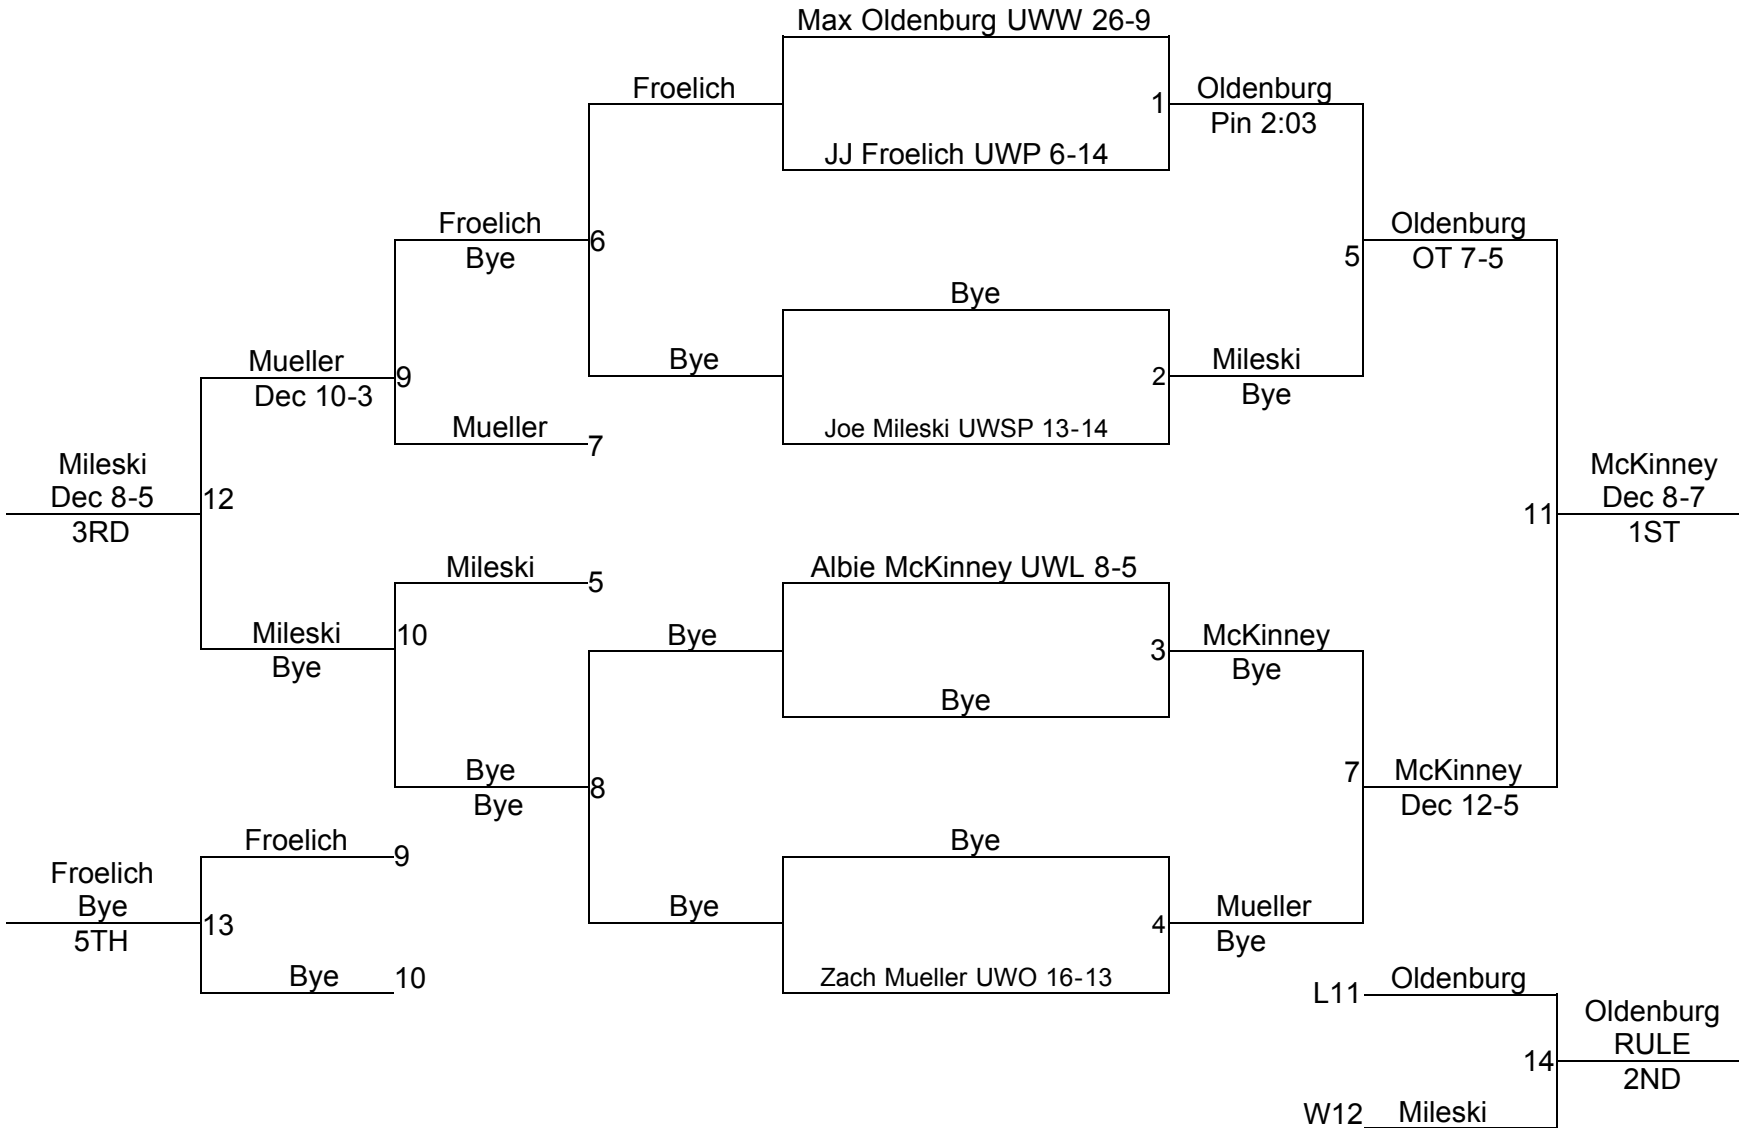 Max Oldenburg UWW 26-9
Froelich
1
Oldenburg
Pin 2:03
JJ Froelich UWP 6-14
Froelich
Bye
6
Oldenburg
OT 7-5
5
Bye
Mueller
Dec 10-3
9
Bye
2
Mileski
Bye
Mueller
7
Joe Mileski UWSP 13-14
Mileski
Dec 8-5
3RD
12
11
McKinney
Dec 8-7
1ST
Mileski
5
Albie McKinney UWL 8-5
Mileski
Bye
10
Bye
3
McKinney
Bye
Bye
Bye
Bye
8
7
McKinney
Dec 12-5
Froelich
9
Bye
Froelich
Bye
5TH
13
Bye
4
Mueller
Bye
Bye
10
Zach Mueller UWO 16-13
L11
Oldenburg
Oldenburg
RULE
2ND
14
W12
Mileski